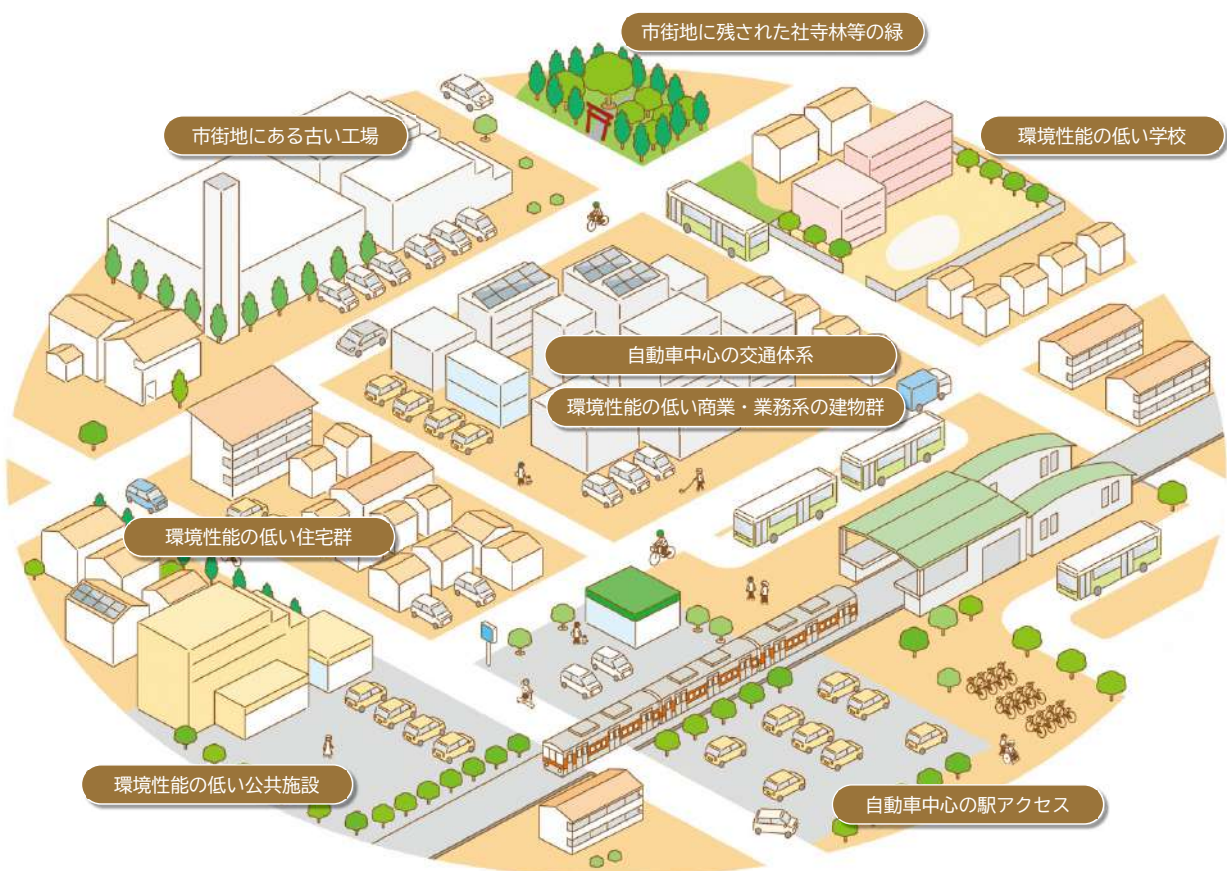 市街地に残された社寺林等の緑
市街地にある古い工場
環境性能の低い学校
自動車中心の交通体系
環境性能の低い商業・業務系の建物群
環境性能の低い住宅群
環境性能の低い公共施設
自動車中心の駅アクセス